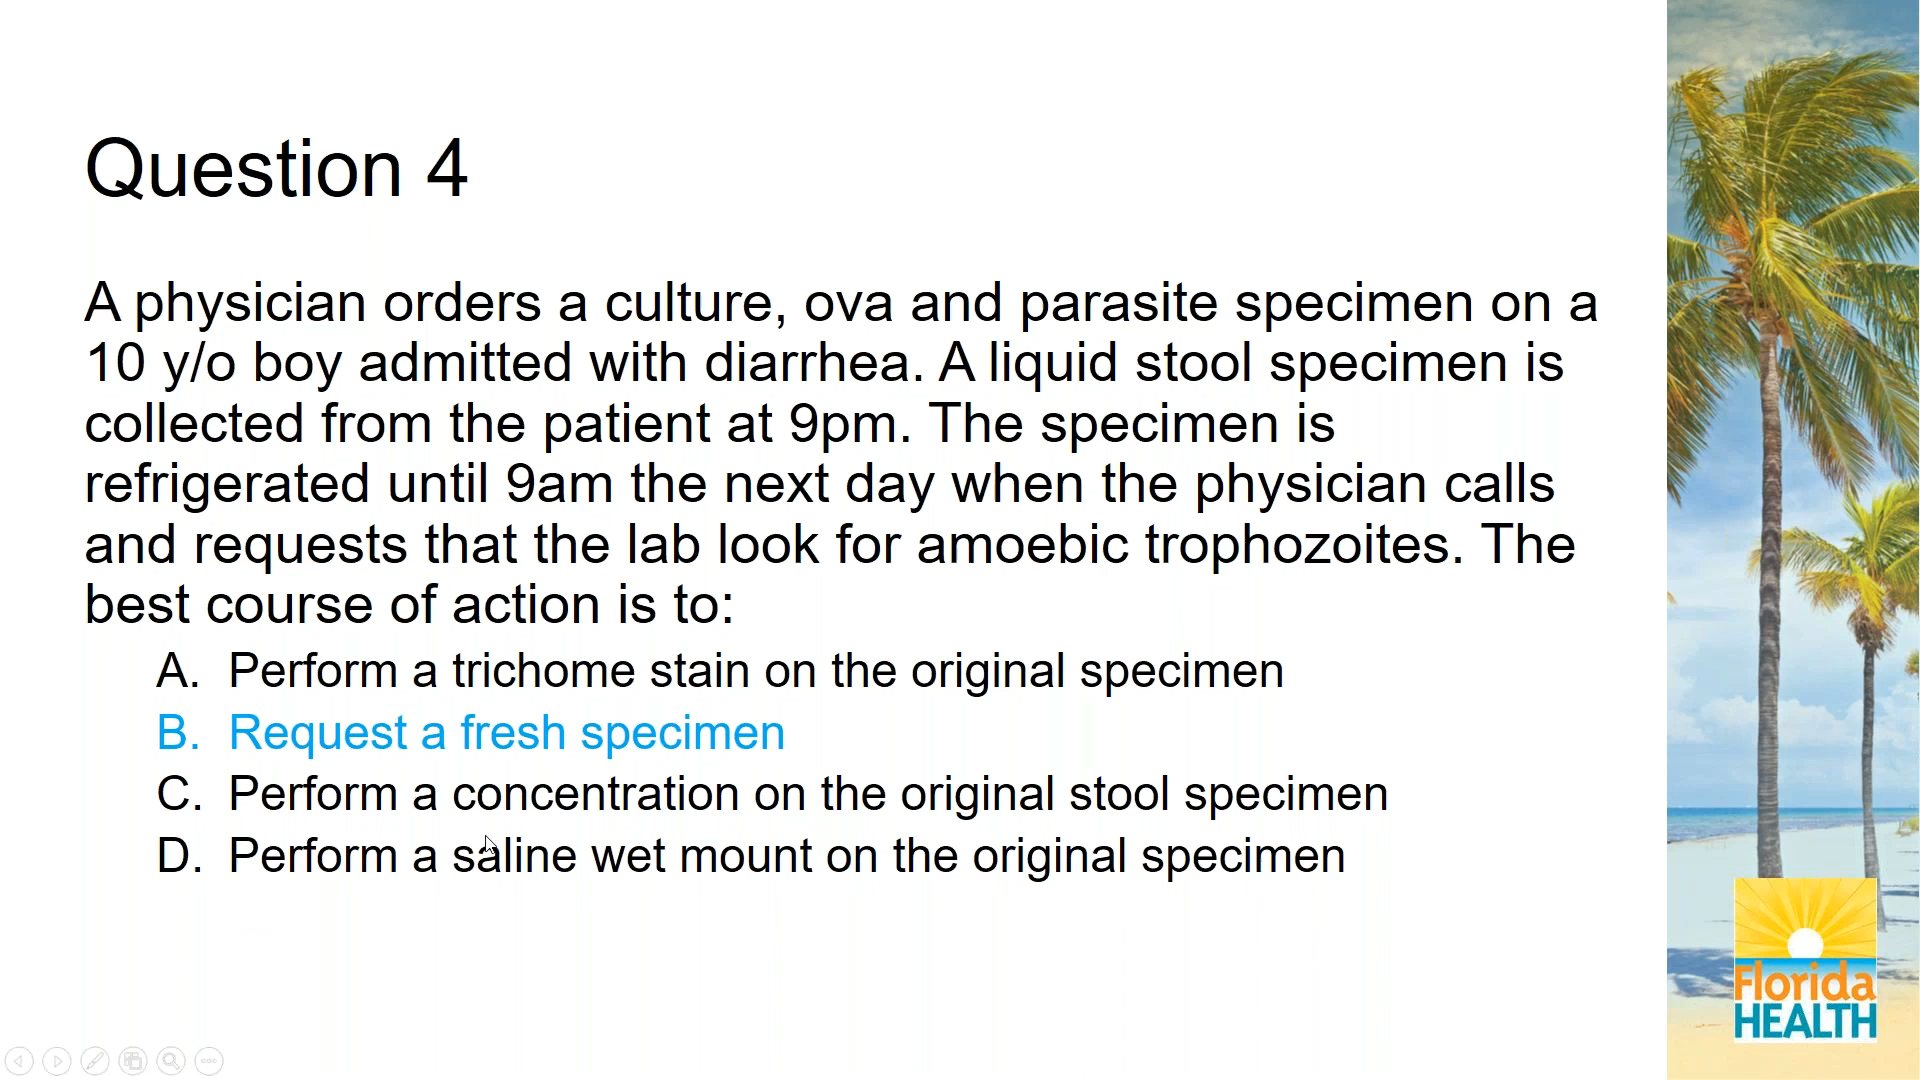 Question 4
A physician orders a culture, ova and parasite specimen on a
10 y/o boy admitted with diarrhea. A liquid stool specimen is
collected from the patient at 9pm. The specimen is
refrigerated until 9am the next day when the physician calls
and requests that the lab look for amoebic trophozoites. The
best course of action is to:
A. Perform a trichome stain on the original specimen
B. Request a fresh specimen
C. Perform a concentration on the original stool specimen
D. Perform a saline wet mount on the original specimen
Florida
HEALTH